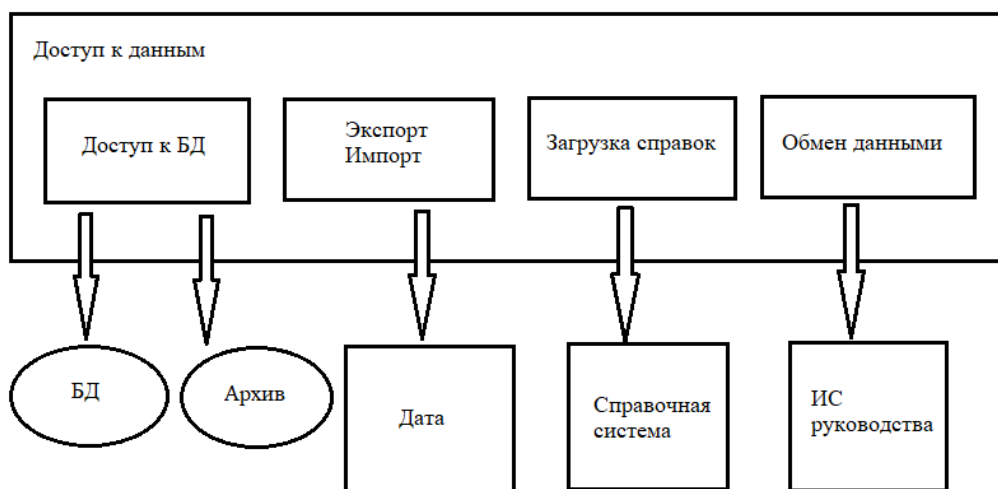 Доступ к данным
Доступ к БД
Экспорт
Импорт
Загрузка справок
Обмен данными
БД
Архив
Дата
Справочная
система
ИС
руководства